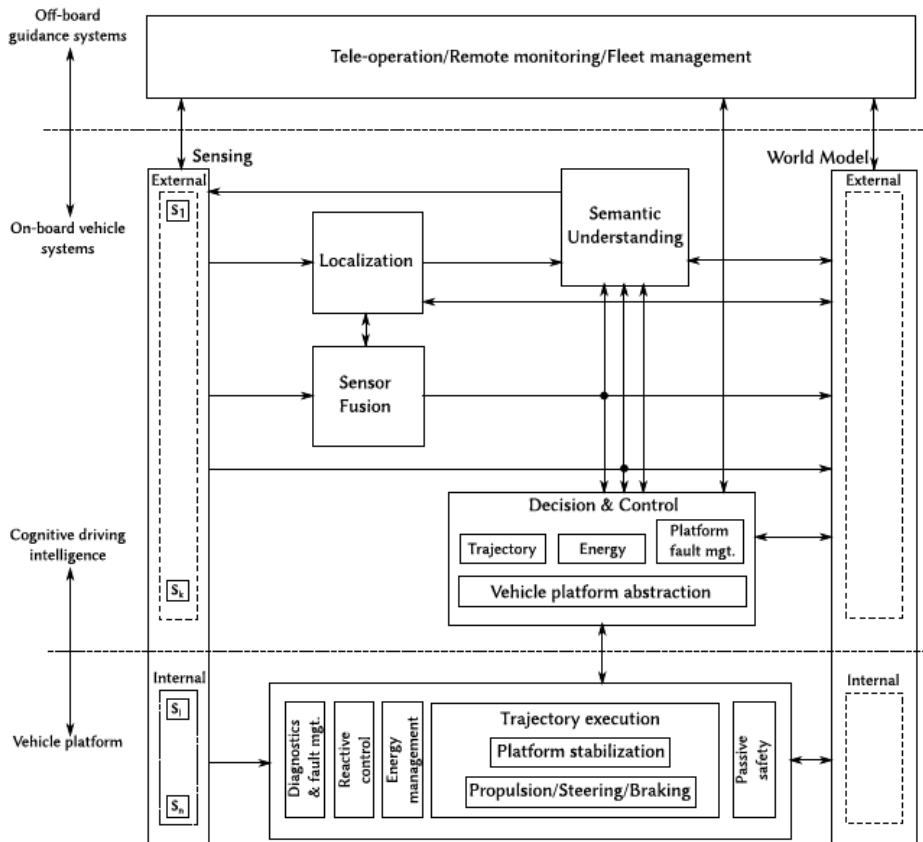 Off-board
guidance systems
Tele-operation/Remote monitoring/Fleet management
Sensing
World Model
External
External
S1
On-board vehicle
systems
Semantic
Understanding
Localization
Sensor
Fusion
Decision & Control
Cognitive driving
intelligence
Trajectory
Energy
Platform
fault mgt.
Sk
Vehicle platform abstraction
Internal
Internal
Si
Vehicle platform
Sn
Diagnostics
& fault mgt.
Reactive
control
Energy
management
Trajectory execution
Platform stabilization
Propulsion/Steering/Braking
Passive
safety